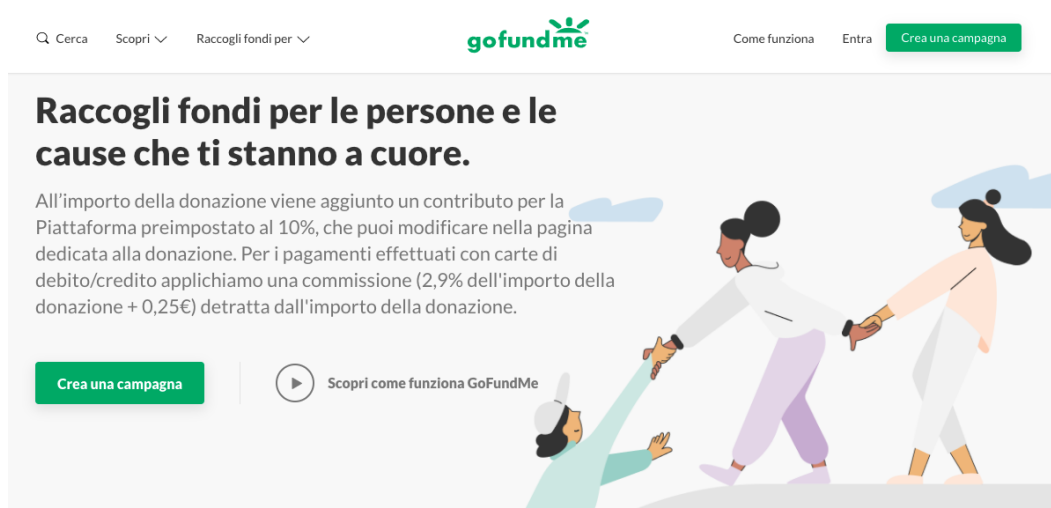 Cerca
Scopri
Raccogli fondi per
gofundme
Come funziona
Entra
Crea una campagna
Raccogli fondi per le persone e le
cause che ti stanno a cuore.
All’importo della donazione viene aggiunto un contributo per la
Piattaforma preimpostato al 10%, che puoi modificare nella pagina
dedicata alla donazione. Per i pagamenti effettuati con carte di
debito/credito applichiamo una commissione (2,9% dell'importo della
donazione + 0,25€) detratta dall'importo della donazione.
Crea una campagna
Scopri come funziona GoFundMe